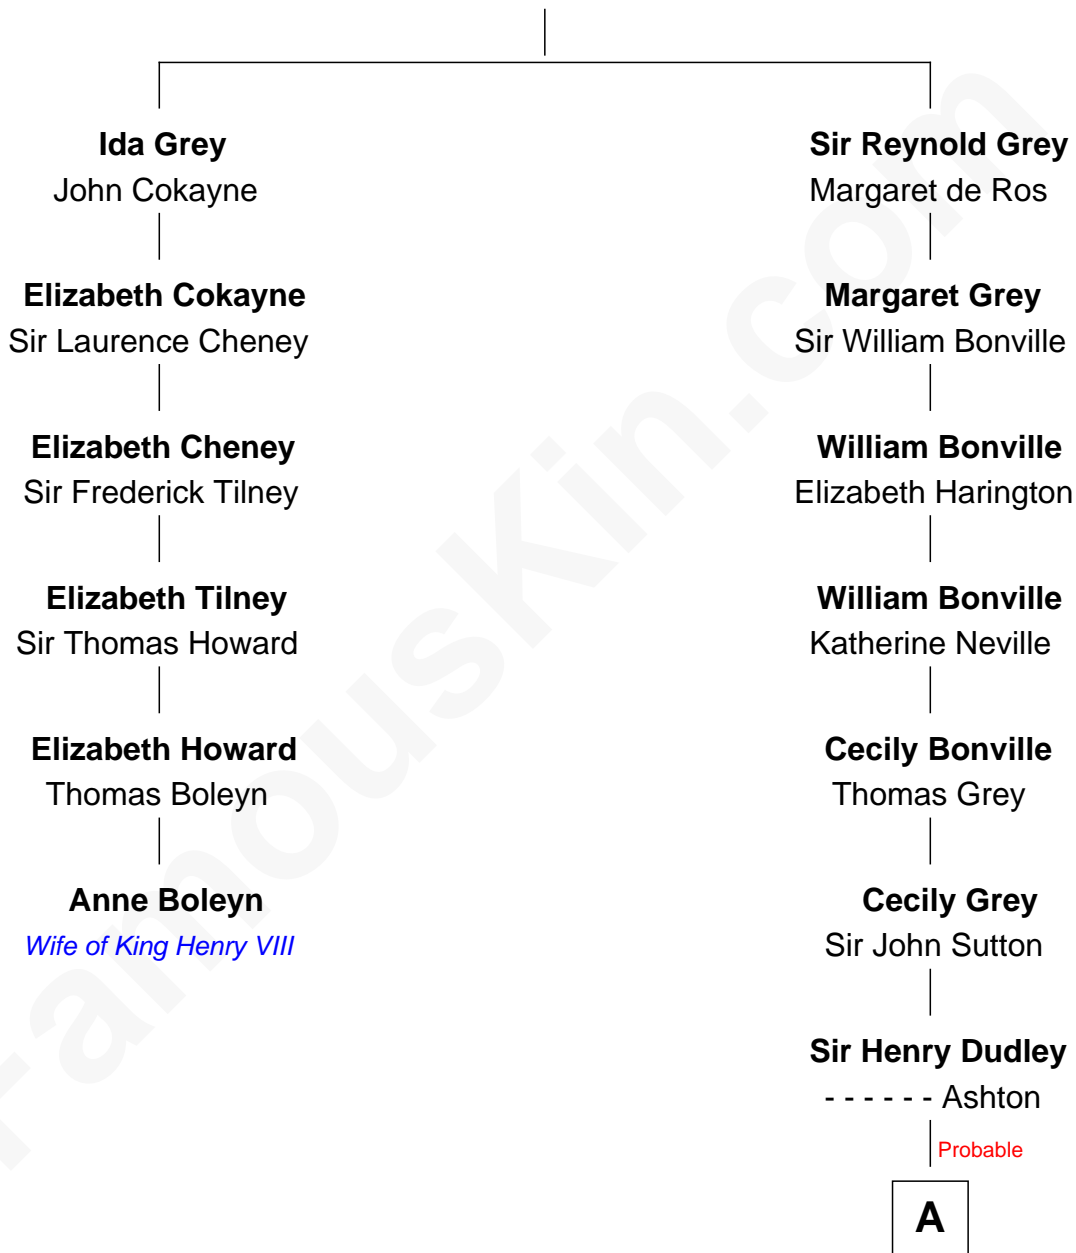 Ida Grey
John Cokayne
Sir Reynold Grey
Margaret de Ros
Elizabeth Cokayne
Sir Laurence Cheney
Margaret Grey
Sir William Bonville
Elizabeth Cheney
Sir Frederick Tilney
William Bonville
Elizabeth Harington
Elizabeth Tilney
Sir Thomas Howard
William Bonville
Katherine Neville
Elizabeth Howard
Thomas Boleyn
Cecily Bonville
Thomas Grey
Anne Boleyn
Wife of King Henry VIII
Cecily Grey
Sir John Sutton
Sir Henry Dudley
- - - - - - Ashton
Probable
A
FamousKin.com